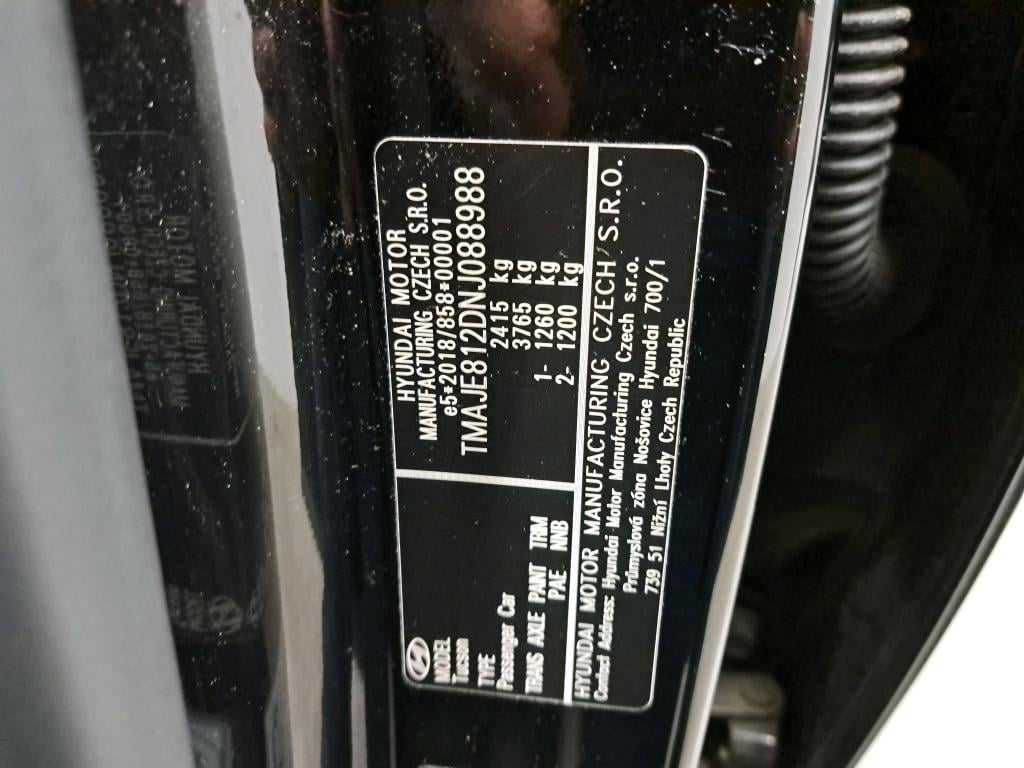 HYUNDAI MOTOR
MANUFACTURING CZECH S.R.O.
e5*2018/858*00001
TMAJE812DNJ088988
2415 kg
3765 kg
1- 1260 kg
2- 1200 kg
MODEL
Tucson
TYPE
Passenger Car
TRANS AXLE PAINT TRIM
PAE NNB
HYUNDAI MOTOR MANUFACTURING CZECH S.R.O.
Contact Address: Hyundai Motor Manufacturing Czech s.r.o.
Průmyslová zóna Nošovice Hyundai 700/1
739 51 Nižní Lhoty Czech Republic